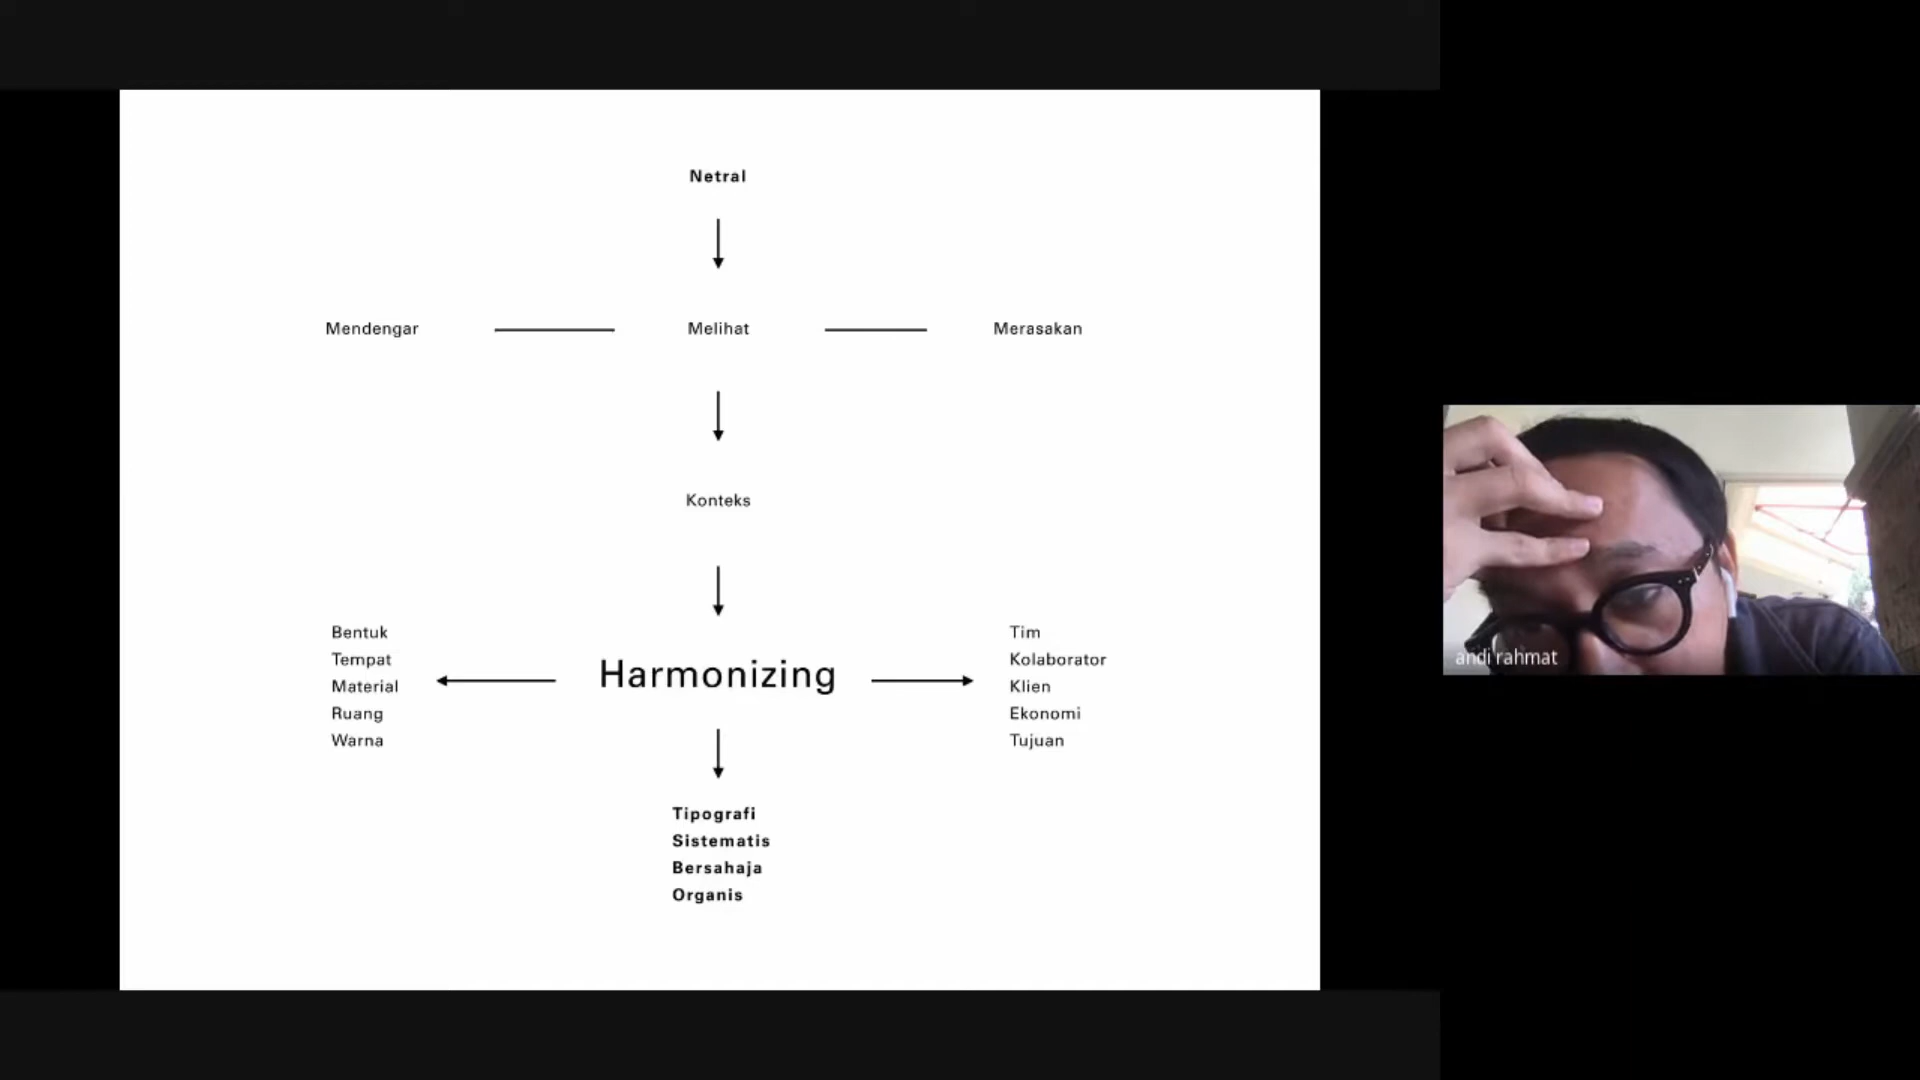 Netral
Mendengar Melihat Merasakan
Konteks
Harmonizing
Bentuk
Tempat
Material
Ruang
Warna
Tim
Kolaborator
Klien
Ekonomi
Tujuan
Tipografi
Sistematis
Bersahaja
Organis
andi rahmat